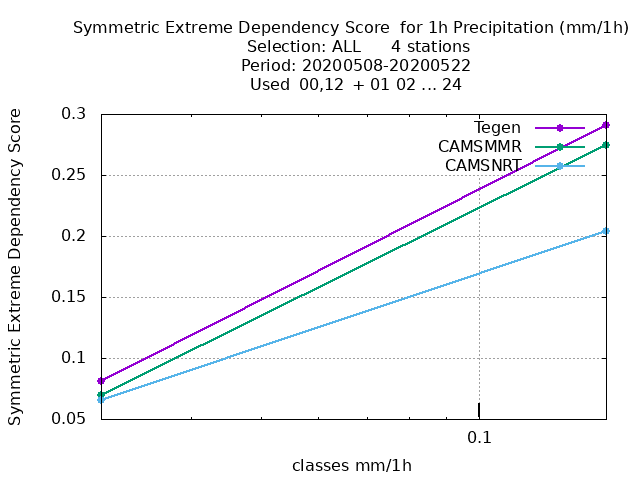 Symmetric Extreme Dependency Score  for 1h Precipitation (mm/1h)
Selection: ALL      4 stations
Period: 20200508-20200522
Used  00,12  + 01 02 ... 24
Symmetric Extreme Dependency Score
0.3
0.25
0.2
0.15
0.1
0.05
Tegen
CAMSMMR
CAMSNRT
0.1
classes mm/1h